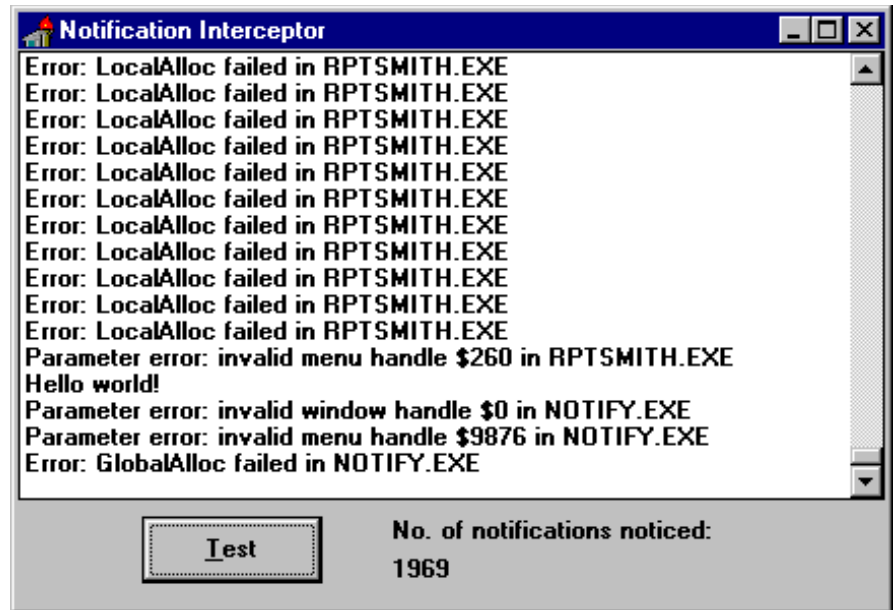 Notification Interceptor
Error: LocalAlloc failed in RPTSMITH.EXE
Error: LocalAlloc failed in RPTSMITH.EXE
Error: LocalAlloc failed in RPTSMITH.EXE
Error: LocalAlloc failed in RPTSMITH.EXE
Error: LocalAlloc failed in RPTSMITH.EXE
Error: LocalAlloc failed in RPTSMITH.EXE
Error: LocalAlloc failed in RPTSMITH.EXE
Error: LocalAlloc failed in RPTSMITH.EXE
Error: LocalAlloc failed in RPTSMITH.EXE
Error: LocalAlloc failed in RPTSMITH.EXE
Error: LocalAlloc failed in RPTSMITH.EXE
Parameter error: invalid menu handle $260 in RPTSMITH.EXE
Hello world!
Parameter error: invalid window handle $0 in NOTIFY.EXE
Parameter error: invalid menu handle $9876 in NOTIFY.EXE
Error: GlobalAlloc failed in NOTIFY.EXE
Test
No. of notifications noticed:
1969